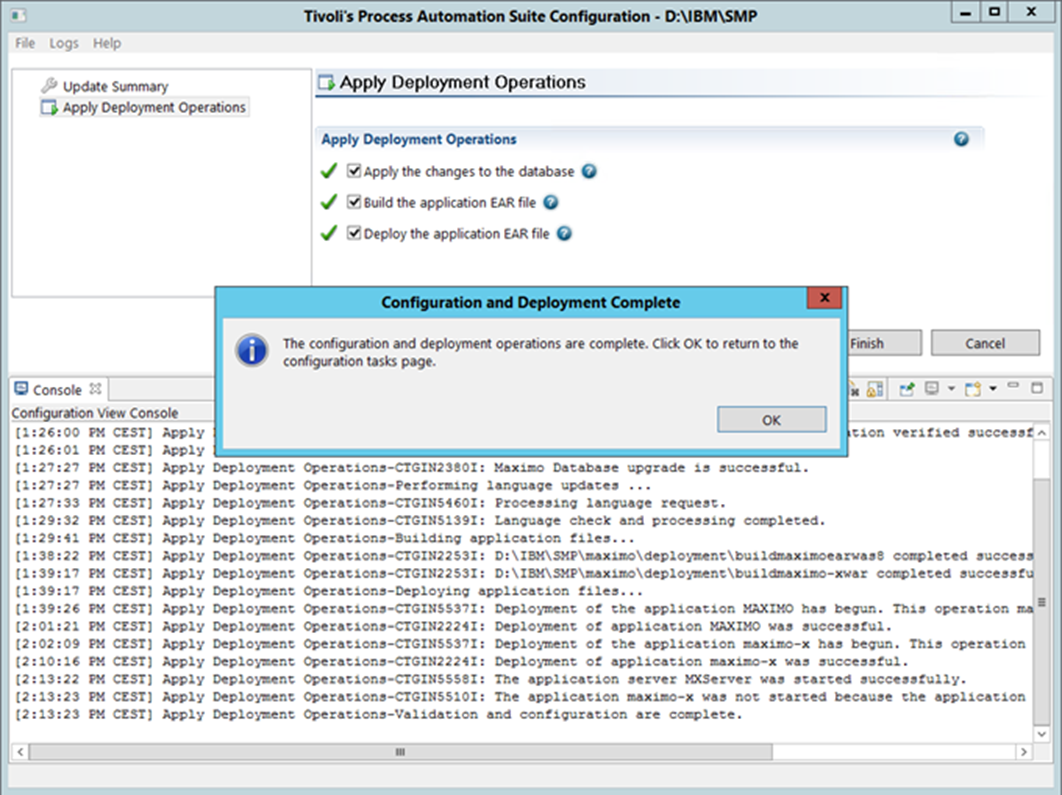 Tivoli's Process Automation Suite Configuration - D:\IBM\SMP
File Logs Help
Update Summary
Apply Deployment Operations
Apply Deployment Operations
Apply Deployment Operations
Apply the changes to the database
Build the application EAR file
Deploy the application EAR file
Configuration and Deployment Complete
The configuration and deployment operations are complete. Click OK to return to the
configuration tasks page.
OK
Finish
Cancel
Console
Configuration View Console
[1:26:00 PM CEST] Apply verified successf
[1:26:01 PM CEST] Apply
[1:27:27 PM CEST] Apply Deployment Operations-CTGIN2380I: Maximo Database upgrade is successful.
[1:27:27 PM CEST] Apply Deployment Operations-Performing language updates ...
[1:27:33 PM CEST] Apply Deployment Operations-CTGIN5460I: Processing language request.
[1:29:32 PM CEST] Apply Deployment Operations-CTGIN5139I: Language check and processing completed.
[1:29:41 PM CEST] Apply Deployment Operations-Building application files...
[1:38:22 PM CEST] Apply Deployment Operations-CTGIN2253I: D:\IBM\SMP\maximo\deployment\buildmaximoearwas8 completed success
[1:39:17 PM CEST] Apply Deployment Operations-CTGIN2253I: D:\IBM\SMP\maximo\deployment\buildmaximo-xwar completed successfu
[1:39:17 PM CEST] Apply Deployment Operations-Deploying application files...
[1:39:26 PM CEST] Apply Deployment Operations-CTGIN5537I: Deployment of the application MAXIMO has begun. This operation ma
[2:01:21 PM CEST] Apply Deployment Operations-CTGIN2224I: Deployment of application MAXIMO was successful.
[2:02:09 PM CEST] Apply Deployment Operations-CTGIN5537I: Deployment of the application maximo-x has begun. This operation
[2:10:16 PM CEST] Apply Deployment Operations-CTGIN2224I: Deployment of application maximo-x was successful.
[2:13:22 PM CEST] Apply Deployment Operations-CTGIN5558I: The application server MXServer was started successfully.
[2:13:23 PM CEST] Apply Deployment Operations-CTGIN5510I: The application maximo-x was not started because the application
[2:13:23 PM CEST] Apply Deployment Operations-Validation and configuration are complete.